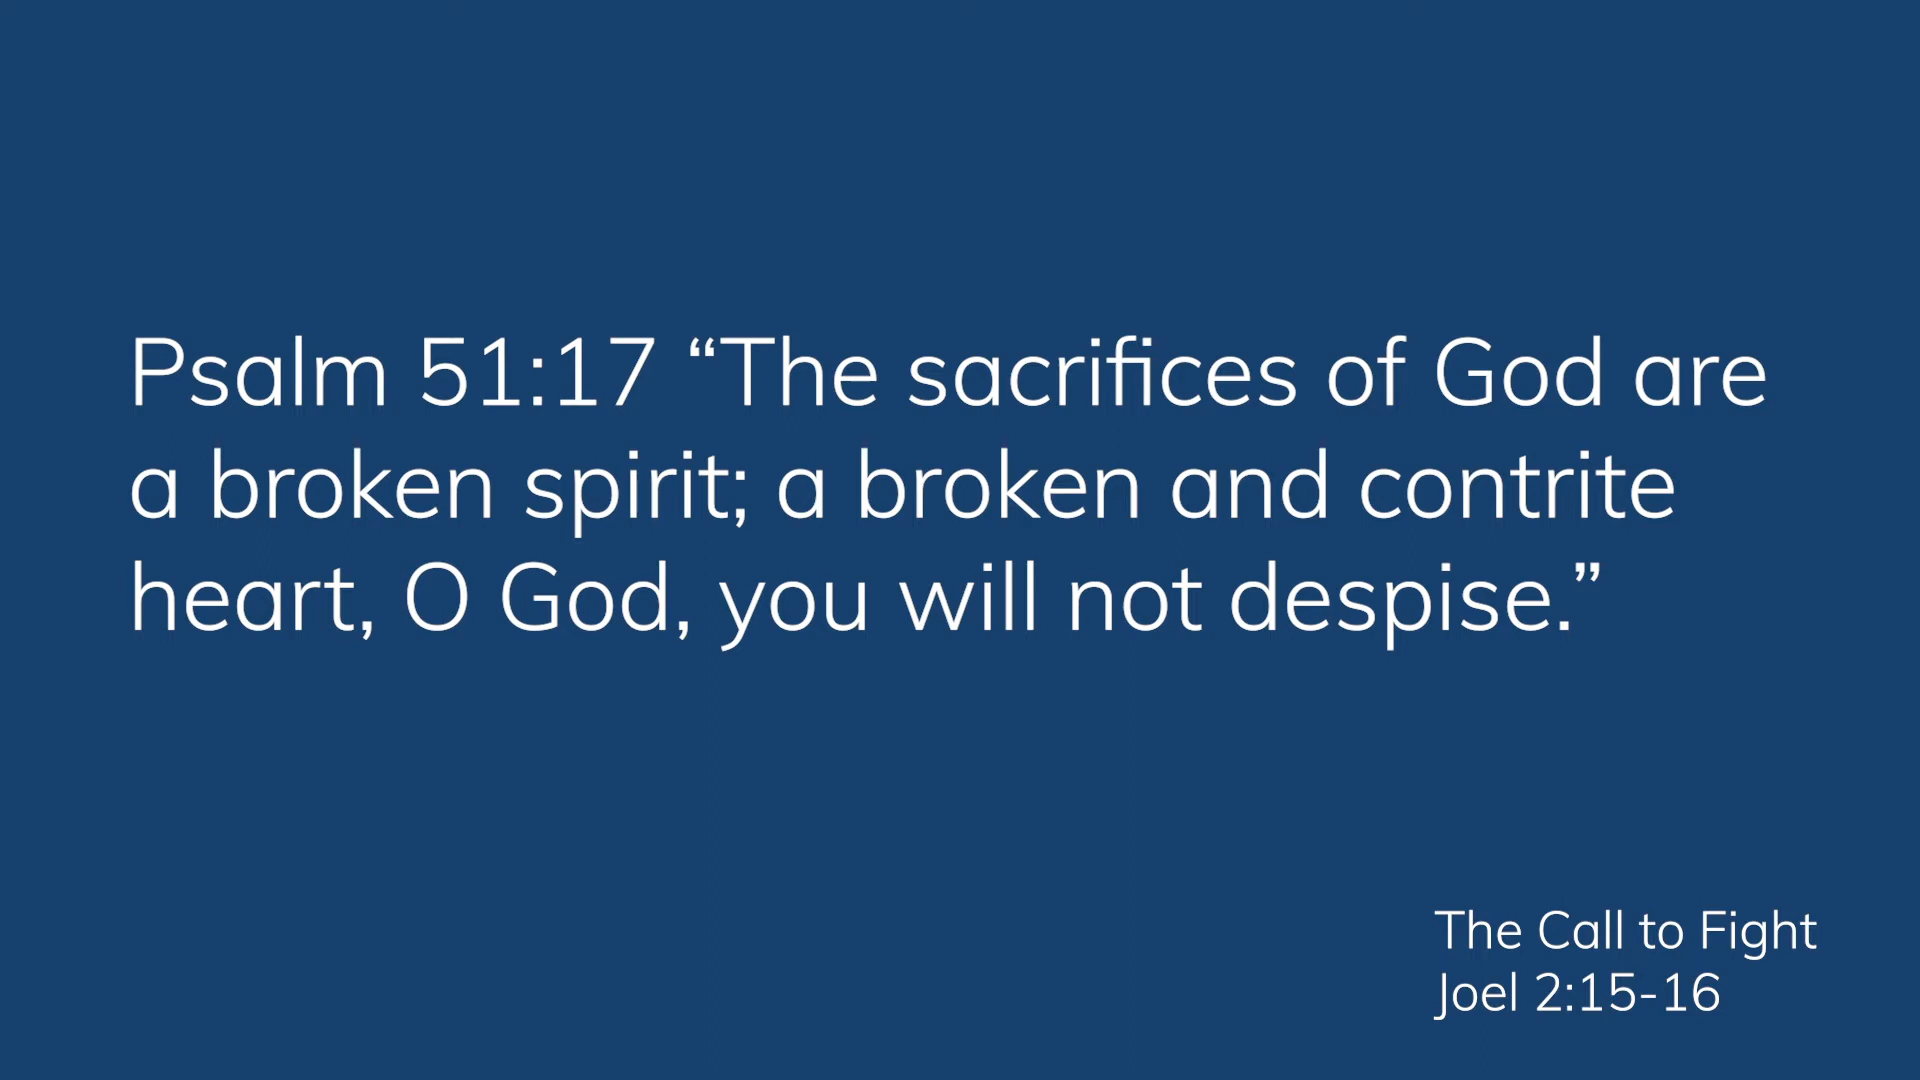 Psalm 51:17 “The sacrifices of God are
a broken spirit; a broken and contrite
heart, O God, you will not despise.”
The Call to Fight
Joel 2:15-16